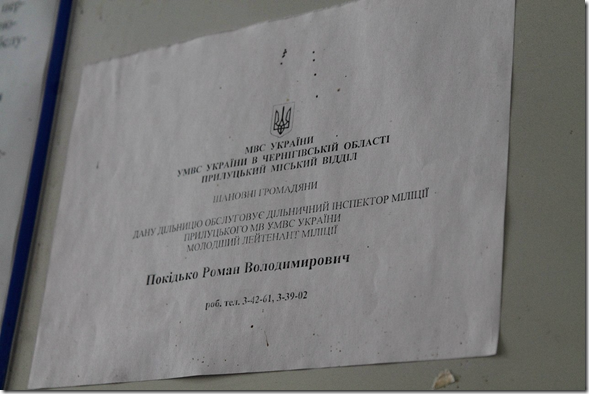 МВС УКРАЇНИ
УМВС УКРАЇНИ В ЧЕРНІГІВСЬКІЙ ОБЛАСТІ
ПРИЛУЦЬКИЙ МІСЬКИЙ ВІДДІЛ
ШАНОВНІ ГРОМАДЯНИ
ДАНУ ДІЛЬНИЦЮ ОБСЛУГОВУЄ ДІЛЬНИЧНИЙ ІНСПЕКТОР МІЛІЦІЇ
ПРИЛУЦЬКОГО МВ УМВС УКРАЇНИ
МОЛОДШИЙ ЛЕЙТЕНАНТ МІЛІЦІЇ
Покідько Роман Володимирович
роб. тел. 3-42-61, 3-39-02